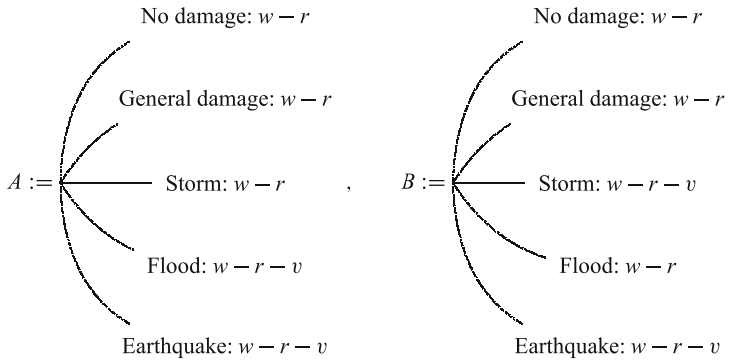 No damage: w – r
General damage: w – r
A := Storm: w – r ,
Flood: w – r – v
Earthquake: w – r – v
No damage: w – r
General damage: w – r
B := Storm: w – r – v
Flood: w – r
Earthquake: w – r – v